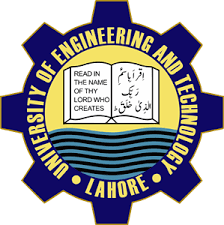 UNIVERSITY OF ENGINEERING AND TECHNOLOGY
READ IN
THE NAME
OF THY
LORD WHO
CREATES
اقرا باسم
ربک
الذی خلق
• LAHORE •